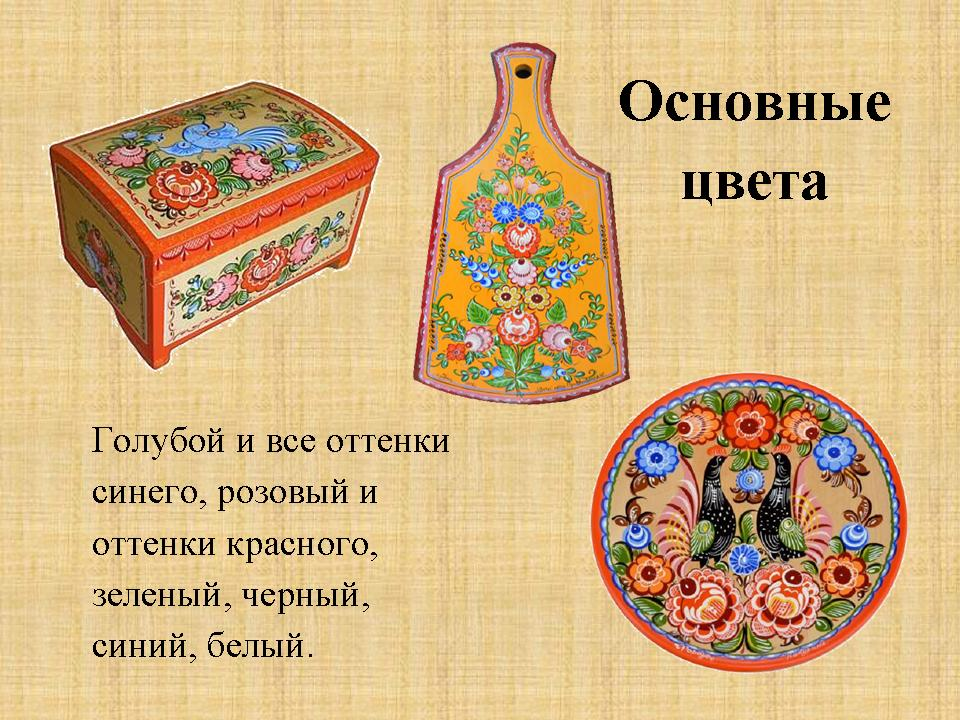 Основные
цвета
Голубой и все оттенки
синего, розовый и
оттенки красного,
зеленый, черный,
синий, белый.